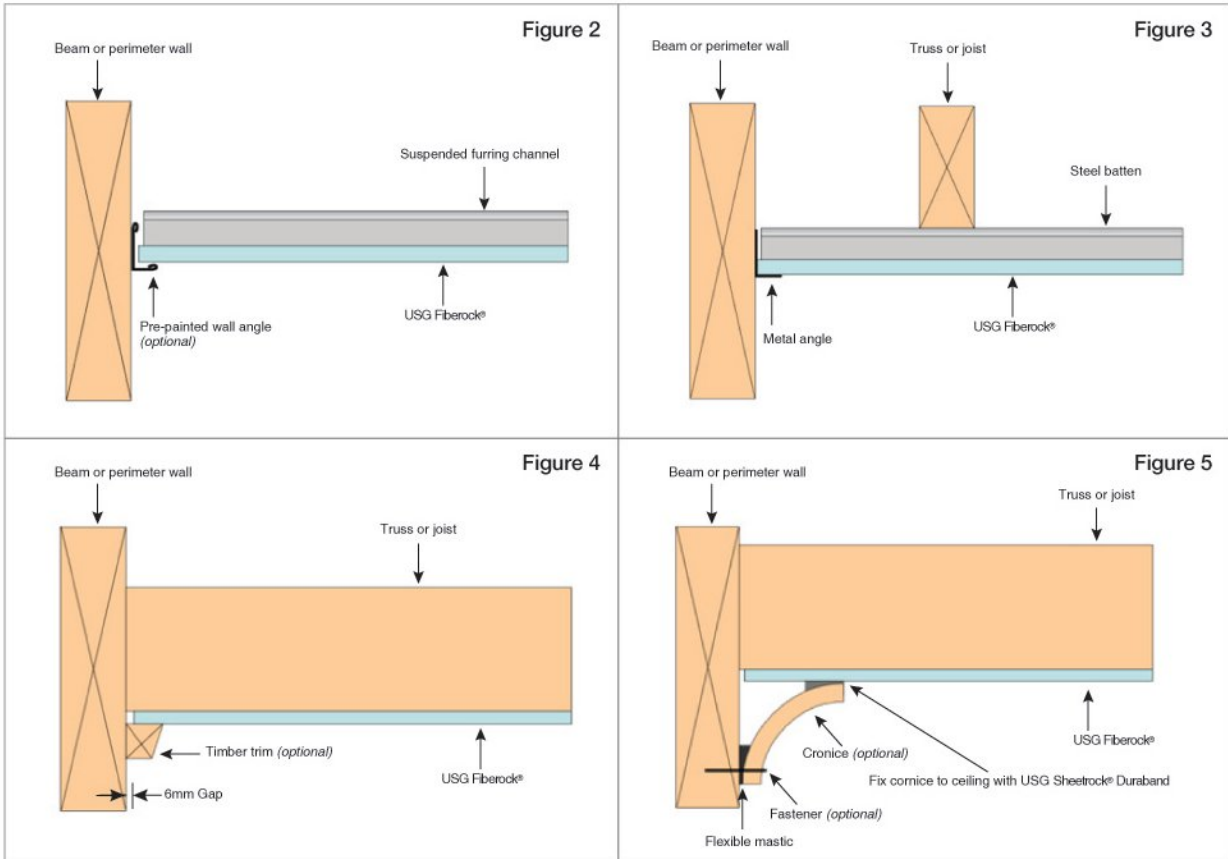 Figure 2
Beam or perimeter wall
Suspended furring channel
Pre-painted wall angle
(optional)
USG Fiberock®
Figure 3
Beam or perimeter wall
Truss or joist
Steel batten
Metal angle
USG Fiberock®
Figure 4
Beam or perimeter wall
Truss or joist
Timber trim (optional)
USG Fiberock®
6mm Gap
Figure 5
Beam or perimeter wall
Truss or joist
USG Fiberock®
Cronice (optional)
Fix cornice to ceiling with USG Sheetrock® Duraband
Fastener (optional)
Flexible mastic